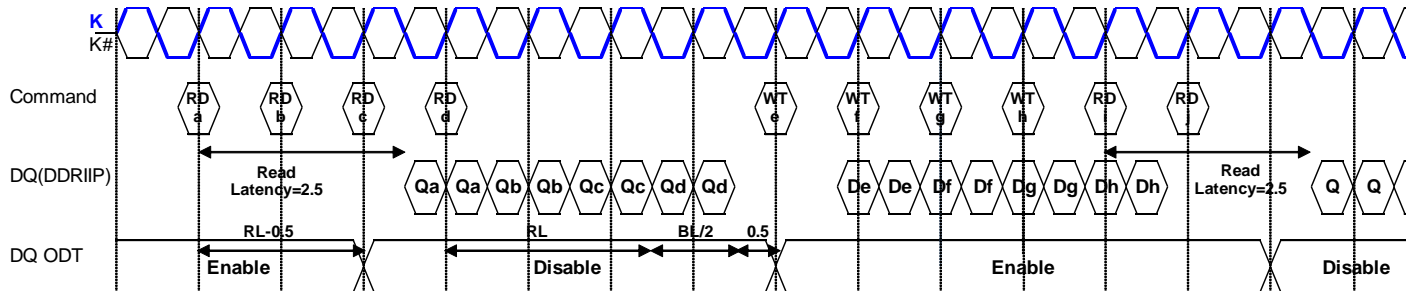 K
K#
Command
RD a RD b RD c RD d WT e WT f WT g WT h RD i RD j
Read Latency=2.5
Read Latency=2.5
DQ(DDRIIP)
Qa Qa Qb Qb Qc Qc Qd Qd De De Df Df Dg Dg Dh Dh Q Q
RL-0.5 RL BL/2 0.5
DQ ODT
Enable Disable Enable Disable